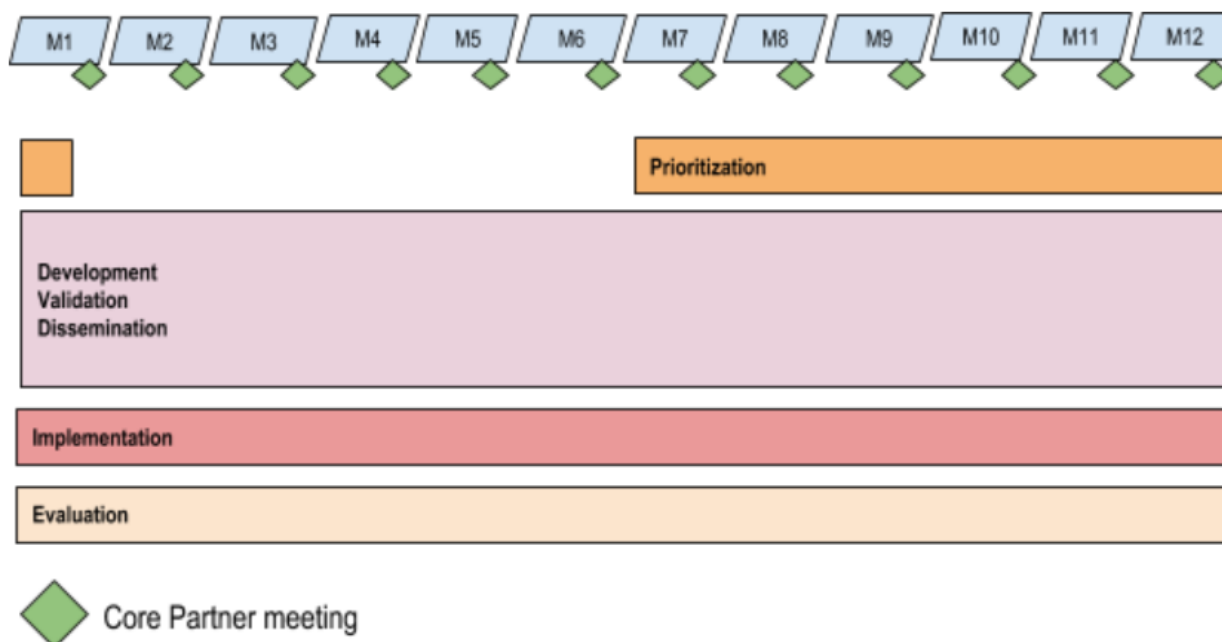 M1 M2 M3 M4 M5 M6 M7 M8 M9 M10 M11 M12
Prioritization
Development
Validation
Dissemination
Implementation
Evaluation
Core Partner meeting